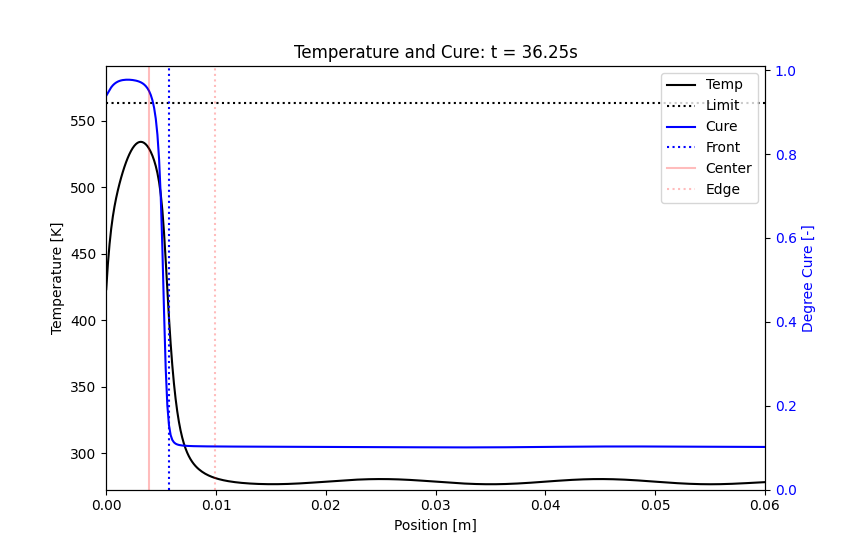 Temperature and Cure: t = 36.25s
Temp
Limit
Cure
Front
Center
Edge
550
500
450
400
350
300
Temperature [K]
1.0
0.8
0.6
0.4
0.2
0.0
Degree Cure [-]
0.00 0.01 0.02 0.03 0.04 0.05 0.06
Position [m]